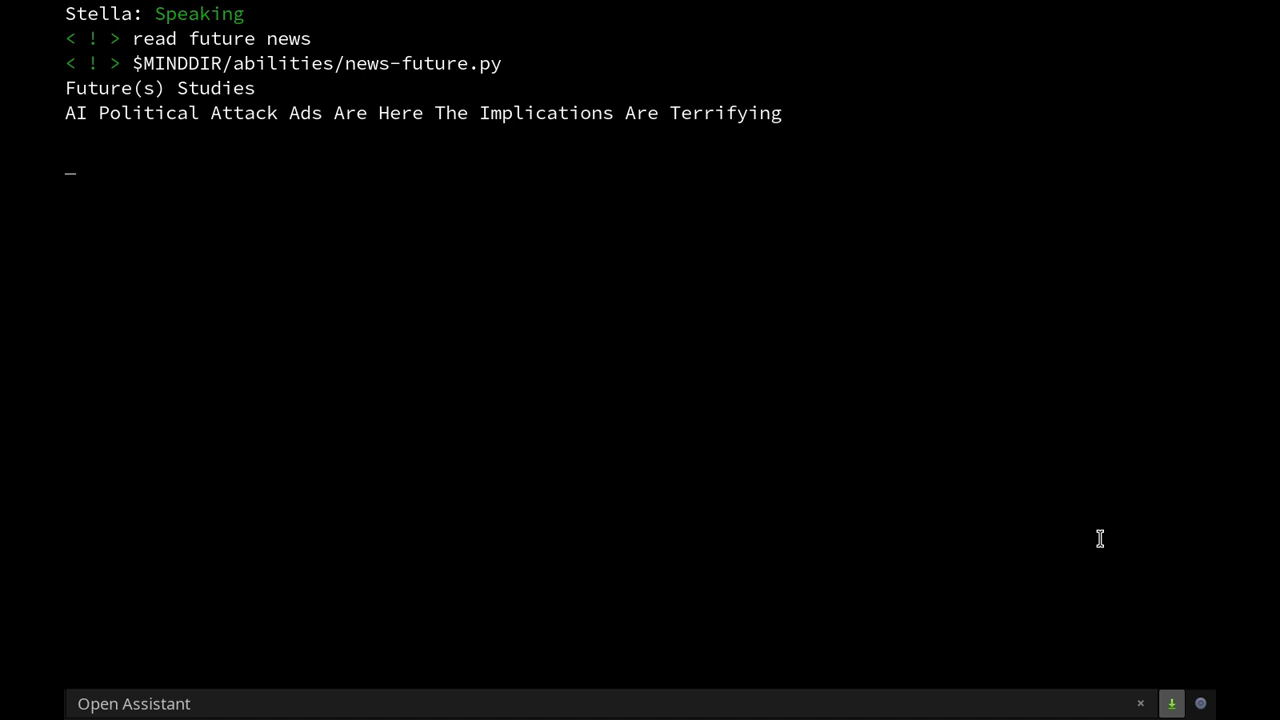 Stella: Speaking
< ! > read future news
< ! > $MINDDIR/abilities/news-future.py
Future(s) Studies
AI Political Attack Ads Are Here The Implications Are Terrifying
_
Open Assistant